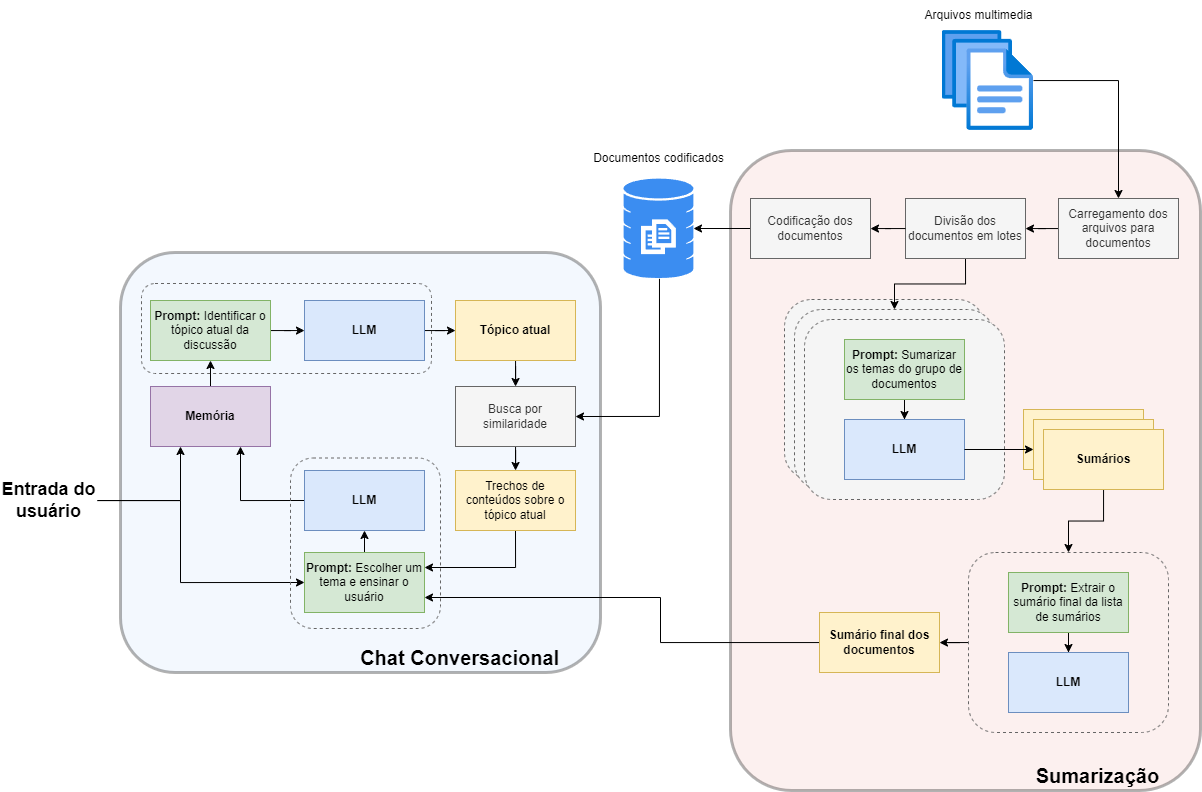 Arquivos multimedia
Documentos codificados
Codificação dos
documentos
Divisão dos
documentos em lotes
Carregamento dos
arquivos para
documentos
Prompt: Identificar o
tópico atual da
discussão
LLM
Tópico atual
Memória
Busca por
similaridade
Prompt: Sumarizar
os temas do grupo de
documentos
LLM
Sumários
Entrada do
usuário
LLM
Trechos de
conteúdos sobre o
tópico atual
Prompt: Escolher um
tema e ensinar o
usuário
Prompt: Extrair o
sumário final da lista
de sumários
Sumário final dos
documentos
LLM
Chat Conversacional
Sumarização